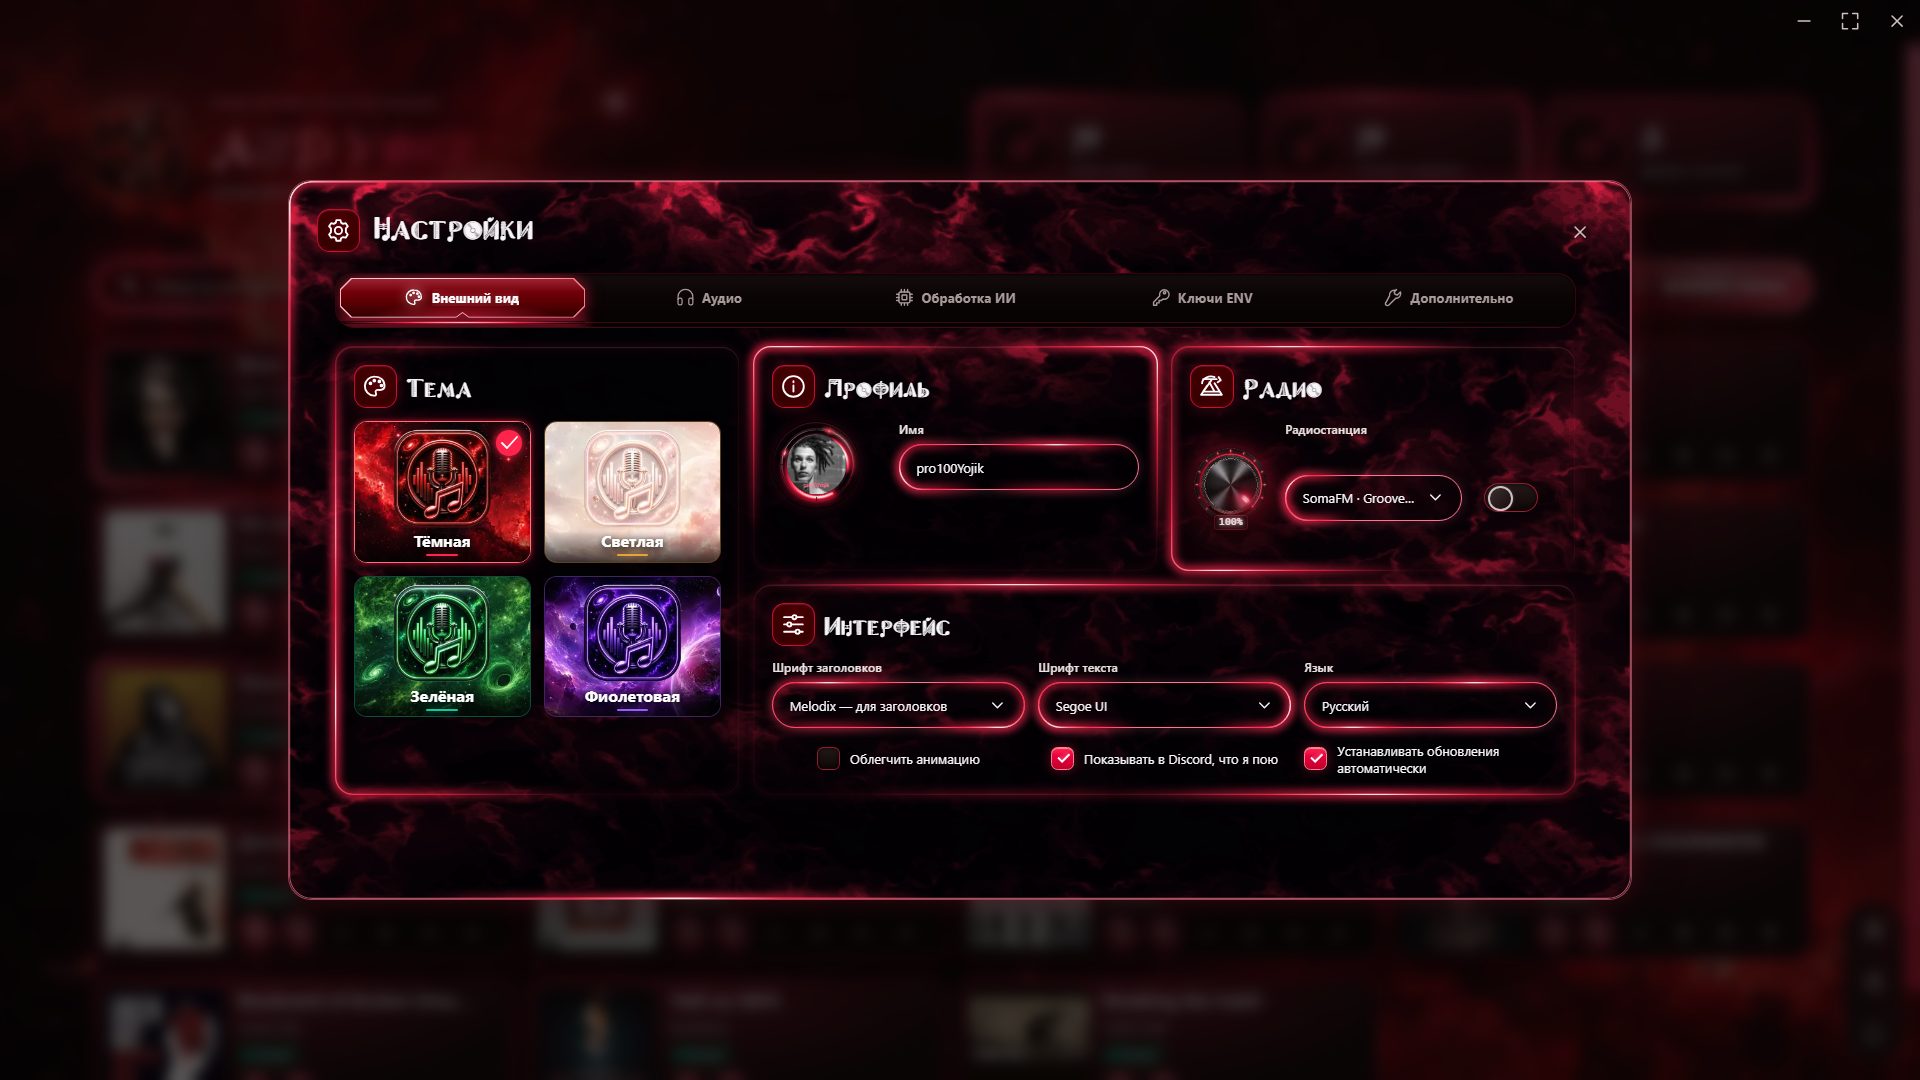 Настройки
Внешний вид
Аудио
Обработка ИИ
Ключи ENV
Дополнительно
Тема
Тёмная
Светлая
Зелёная
Фиолетовая
Профиль
Имя
pro100Yojik
Радио
Радиостанция
100%
SomaFM · Groove...
Интерфейс
Шрифт заголовков
Шрифт текста
Язык
Melodix — для заголовков
Segoe UI
Русский
Облегчить анимацию
Показывать в Discord, что я пою
Устанавливать обновления
автоматически